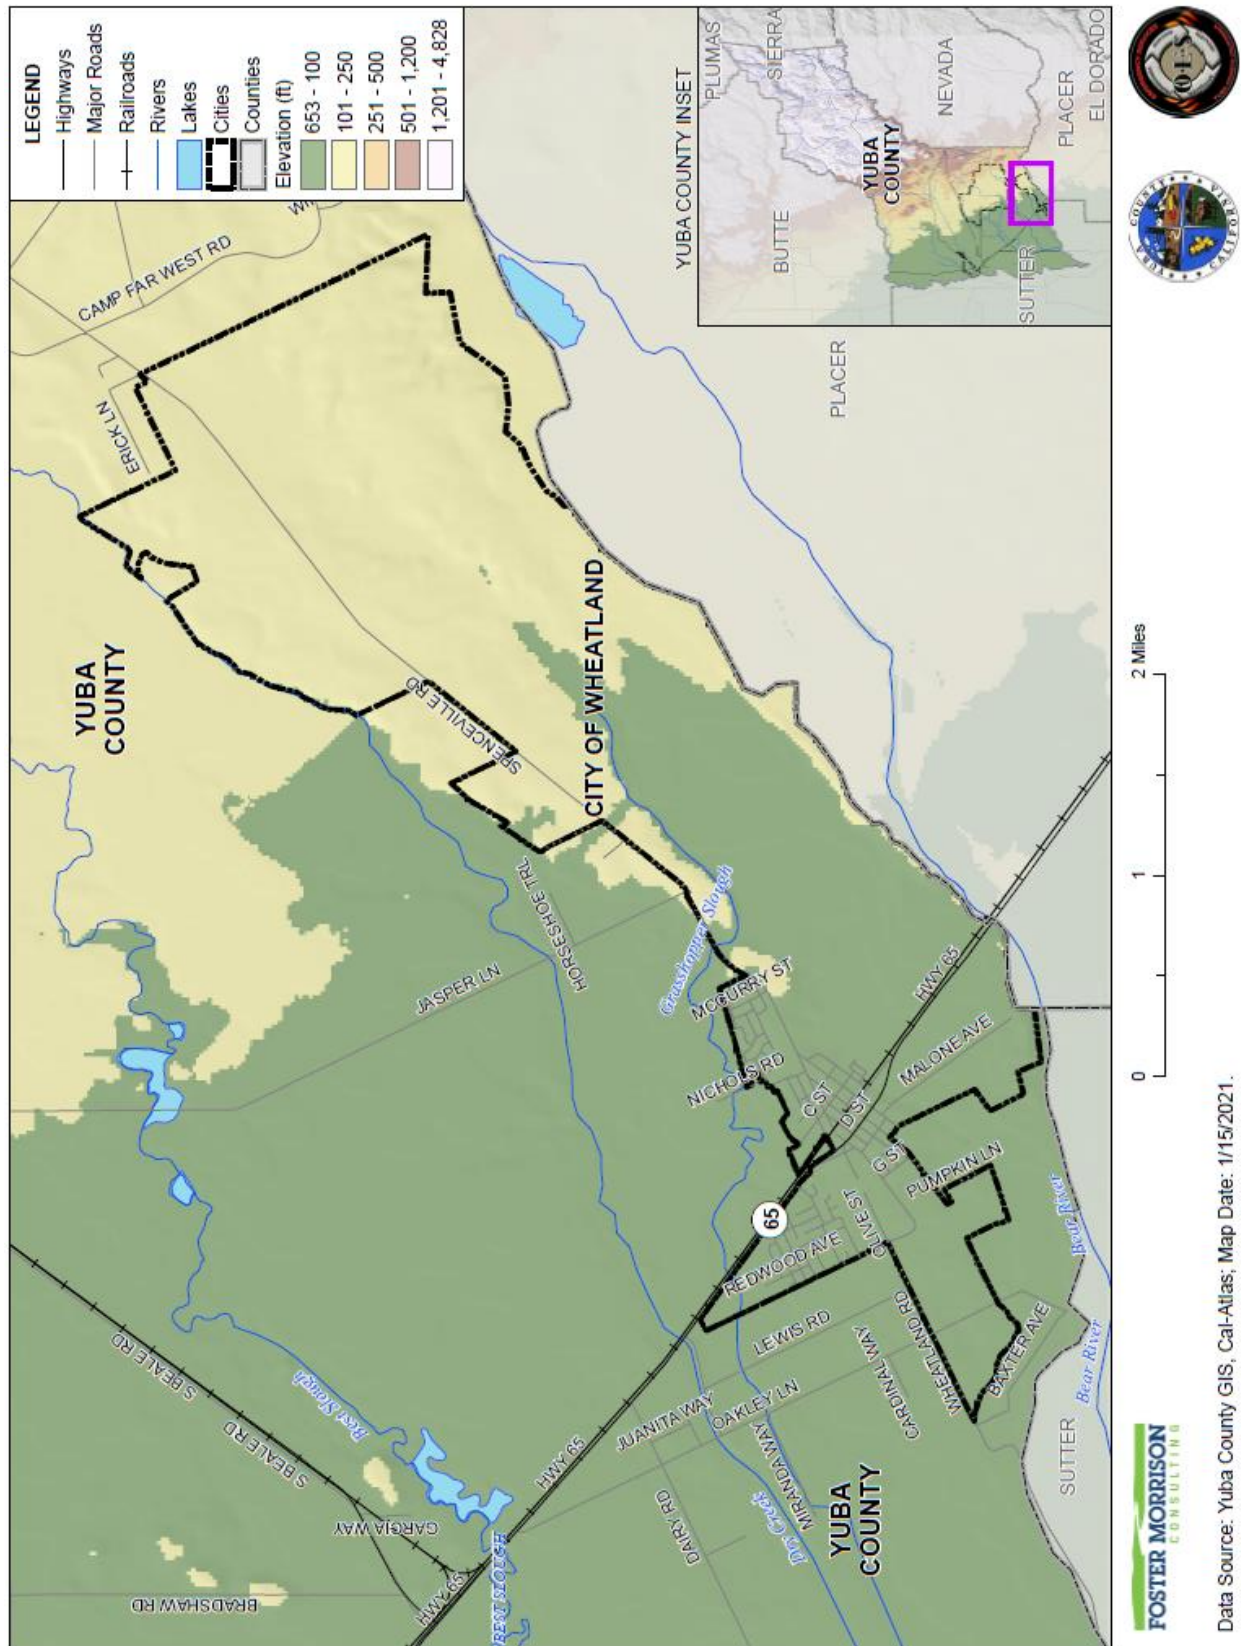 LEGEND
Highways
Major Roads
Railroads
Rivers
Lakes
Cities
Counties
Elevation (ft)
653 - 100
101 - 250
251 - 500
501 - 1,200
1,201 - 4,828
YUBA COUNTY INSET
PLUMAS
SIERRA
BUTTE
YUBA
COUNTY
NEVADA
SUTTER
PLACER
EL DORADO
BRADSHAW RD
GARCIA WAY
S BEALE RD
S BEALE RD
HWY 65
BEST SLOUGH
Best Slough
HWY 65
JUANITA WAY
DAIRY RD
OAKLEY LN
MIRANDA WAY
Dry Creek
YUBA
COUNTY
LEWIS RD
CARDINAL WAY
WHEATLAND RD
BAXTER AVE
SUTTER
Bear River
Bear River
REDWOOD AVE
65
OLIVE ST
PUMPKIN LN
G ST
D ST
C ST
NICHOLS RD
MALONE AVE
HWY 65
MCCURRY ST
Grasshopper Slough
JASPER LN
HORSESHOE TRL
CITY OF WHEATLAND
SPENCEVILLE RD
YUBA
COUNTY
ERICK LN
CAMP FAR WEST RD
WI
PLACER
0
1
2 Miles
YUBA COUNTY
CALIFORNIA
FOSTER MORRISON
CONSULTING
Data Source: Yuba County GIS, Cal-Atlas; Map Date: 1/15/2021.